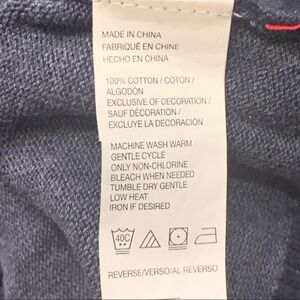 MADE IN CHINA
FABRIQUÉ EN CHINE
HECHO EN CHINA
100% COTTON / COTON /
ALGODÓN
EXCLUSIVE OF DECORATION /
SAUF DÉCORATION /
EXCLUYE LA DECORACIÓN
MACHINE WASH WARM
GENTLE CYCLE
ONLY NON-CHLORINE
BLEACH WHEN NEEDED
TUMBLE DRY GENTLE
LOW HEAT
IRON IF DESIRED
40C
REVERSE/VERSO/AL REVERSO